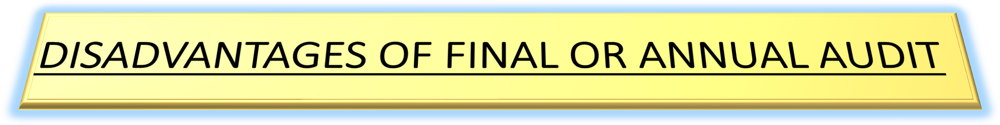 DISADVANTAGES OF FINAL OR ANNUAL AUDIT